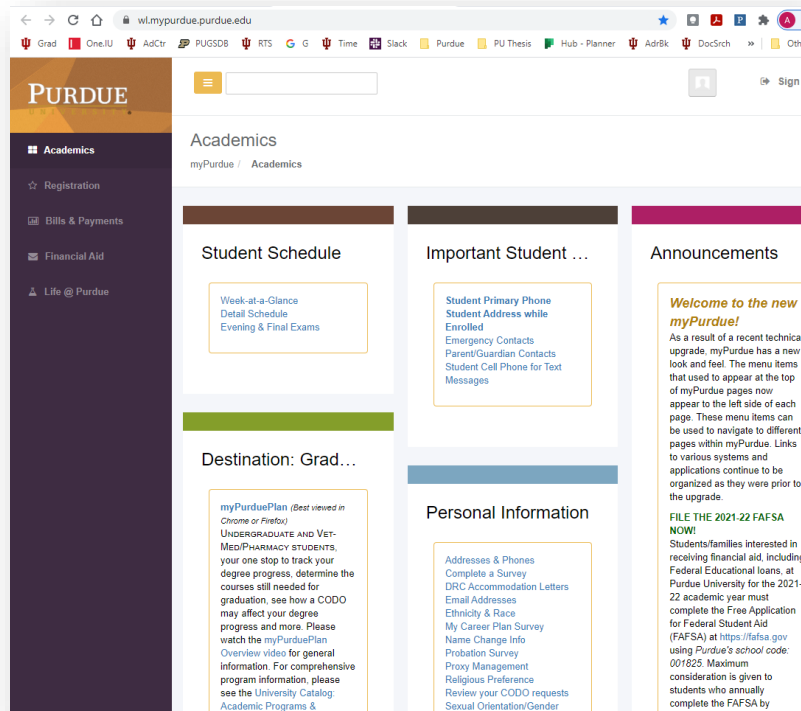 wl.mypurdue.purdue.edu
Grad One.IU AdCtr PUGSDB RTS G Time Slack Purdue PU Thesis Hub - Planner AdrBk DocSrch » Oth
PURDUE
Sign
Academics
Registration
Bills & Payments
Financial Aid
Life @ Purdue
Academics
myPurdue / Academics
Student Schedule
Week-at-a-Glance
Detail Schedule
Evening & Final Exams
Destination: Grad…
myPurduePlan (Best viewed in
Chrome or Firefox)
UNDERGRADUATE AND VET-
MED/PHARMACY STUDENTS,
your one stop to track your
degree progress, determine the
courses still needed for
graduation, see how a CODO
may affect your degree
progress and more. Please
watch the myPurduePlan
Overview video for general
information. For comprehensive
program information, please
see the University Catalog:
Academic Programs &
Important Student …
Student Primary Phone
Student Address while
Enrolled
Emergency Contacts
Parent/Guardian Contacts
Student Cell Phone for Text
Messages
Personal Information
Addresses & Phones
Complete a Survey
DRC Accommodation Letters
Email Addresses
Ethnicity & Race
My Career Plan Survey
Name Change Info
Probation Survey
Proxy Management
Religious Preference
Review your CODO requests
Sexual Orientation/Gender
Announcements
Welcome to the new
myPurdue!
As a result of a recent technica
upgrade, myPurdue has a new
look and feel. The menu items
that used to appear at the top
of myPurdue pages now
appear to the left side of each
page. These menu items can
be used to navigate to different
pages within myPurdue. Links
to various systems and
applications continue to be
organized as they were prior to
the upgrade.
FILE THE 2021-22 FAFSA
NOW!
Students/families interested in
receiving financial aid, including
Federal Educational loans, at
Purdue University for the 2021-
22 academic year must
complete the Free Application
for Federal Student Aid
(FAFSA) at https://fafsa.gov
using Purdue's school code:
001825. Maximum
consideration is given to
students who annually
complete the FAFSA by